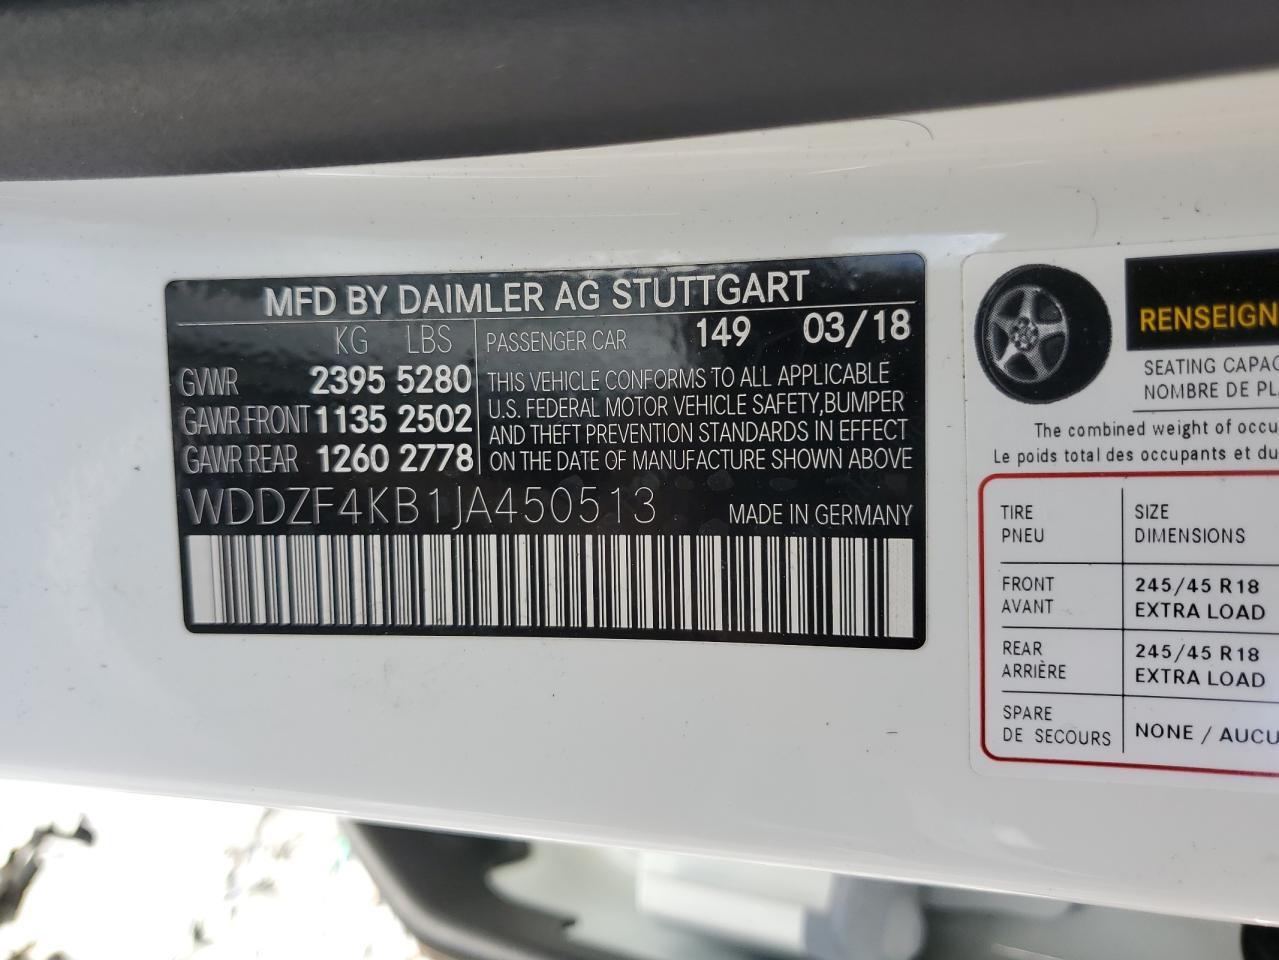 MFD BY DAIMLER AG STUTTGART
KG LBS
PASSENGER CAR 149 03/18
GVWR 2395 5280
GAWR FRONT 1135 2502
GAWR REAR 1260 2778
THIS VEHICLE CONFORMS TO ALL APPLICABLE
U.S. FEDERAL MOTOR VEHICLE SAFETY,BUMPER
AND THEFT PREVENTION STANDARDS IN EFFECT
ON THE DATE OF MANUFACTURE SHOWN ABOVE
WDDZF4KB1JA450513 MADE IN GERMANY
RENSEIGN
SEATING CAPAC
NOMBRE DE PL
The combined weight of occu
Le poids total des occupants et du
TIRE SIZE
PNEU DIMENSIONS
FRONT 245/45 R18
AVANT EXTRA LOAD
REAR 245/45 R18
ARRIÈRE EXTRA LOAD
SPARE
DE SECOURS NONE / AUCU